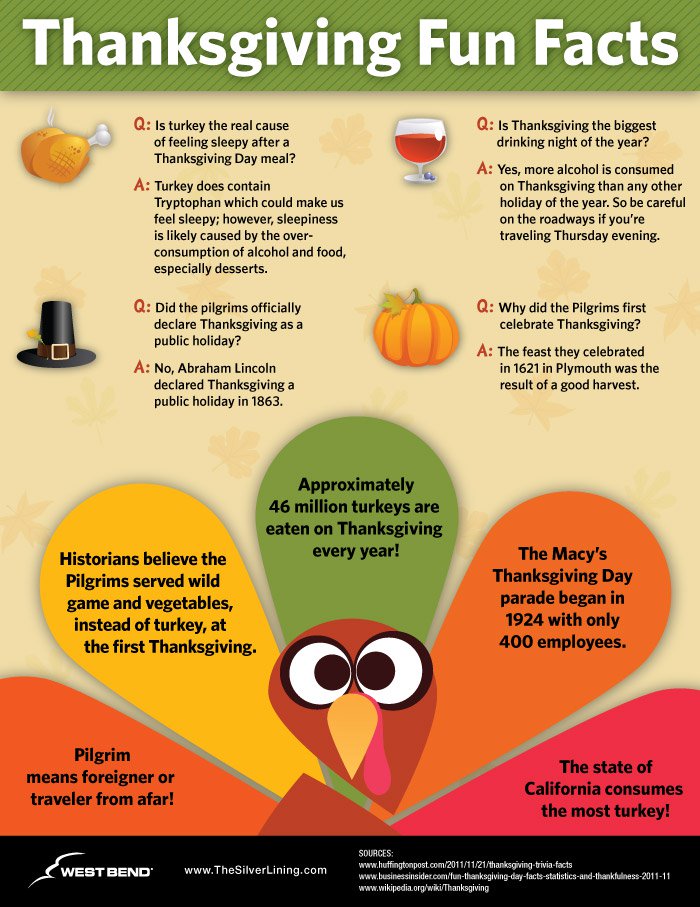 Thanksgiving Fun Facts
Q: Is turkey the real cause
of feeling sleepy after a
Thanksgiving Day meal?
A: Turkey does contain
Tryptophan which could make us
feel sleepy; however, sleepiness
is likely caused by the over-
consumption of alcohol and food,
especially desserts.
Q: Is Thanksgiving the biggest
drinking night of the year?
A: Yes, more alcohol is consumed
on Thanksgiving than any other
holiday of the year. So be careful
on the roadways if you're
traveling Thursday evening.
Q: Did the pilgrims officially
declare Thanksgiving as a
public holiday?
A: No, Abraham Lincoln
declared Thanksgiving a
public holiday in 1863.
Q: Why did the Pilgrims first
celebrate Thanksgiving?
A: The feast they celebrated
in 1621 in Plymouth was the
result of a good harvest.
Approximately
46 million turkeys are
eaten on Thanksgiving
every year!
Historians believe the
Pilgrims served wild
game and vegetables,
instead of turkey, at
the first Thanksgiving.
The Macy's
Thanksgiving Day
parade began in
1924 with only
400 employees.
Pilgrim
means foreigner or
traveler from afar!
The state of
California consumes
the most turkey!
WEST BEND
www.TheSilverLining.com
SOURCES:
www.huffingtonpost.com/2011/11/21/thanksgiving-trivia-facts
www.businessinsider.com/fun-thanksgiving-day-facts-statistics-and-thankfulness-2011-11
www.wikipedia.org/wiki/Thanksgiving